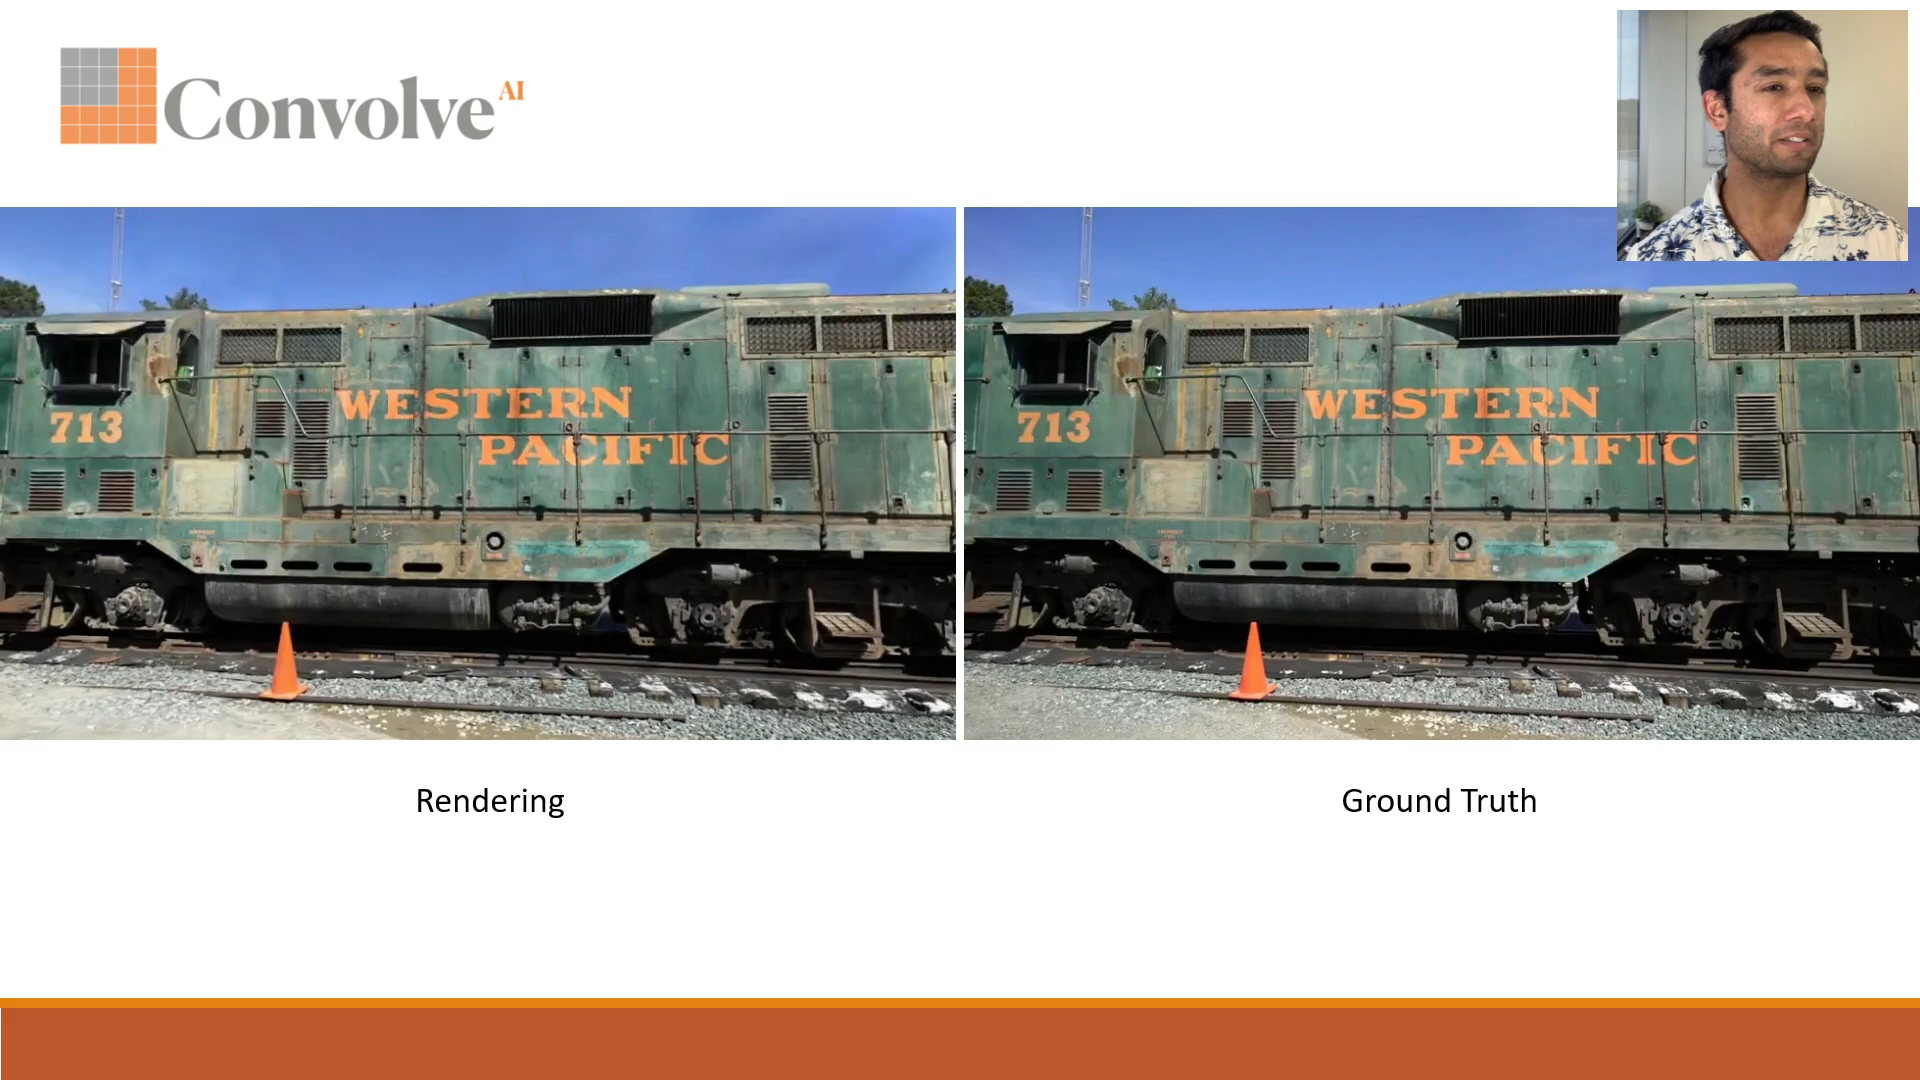 Convolve AI
713
WESTERN
PACIFIC
713
WESTERN
PACIFIC
Rendering
Ground Truth